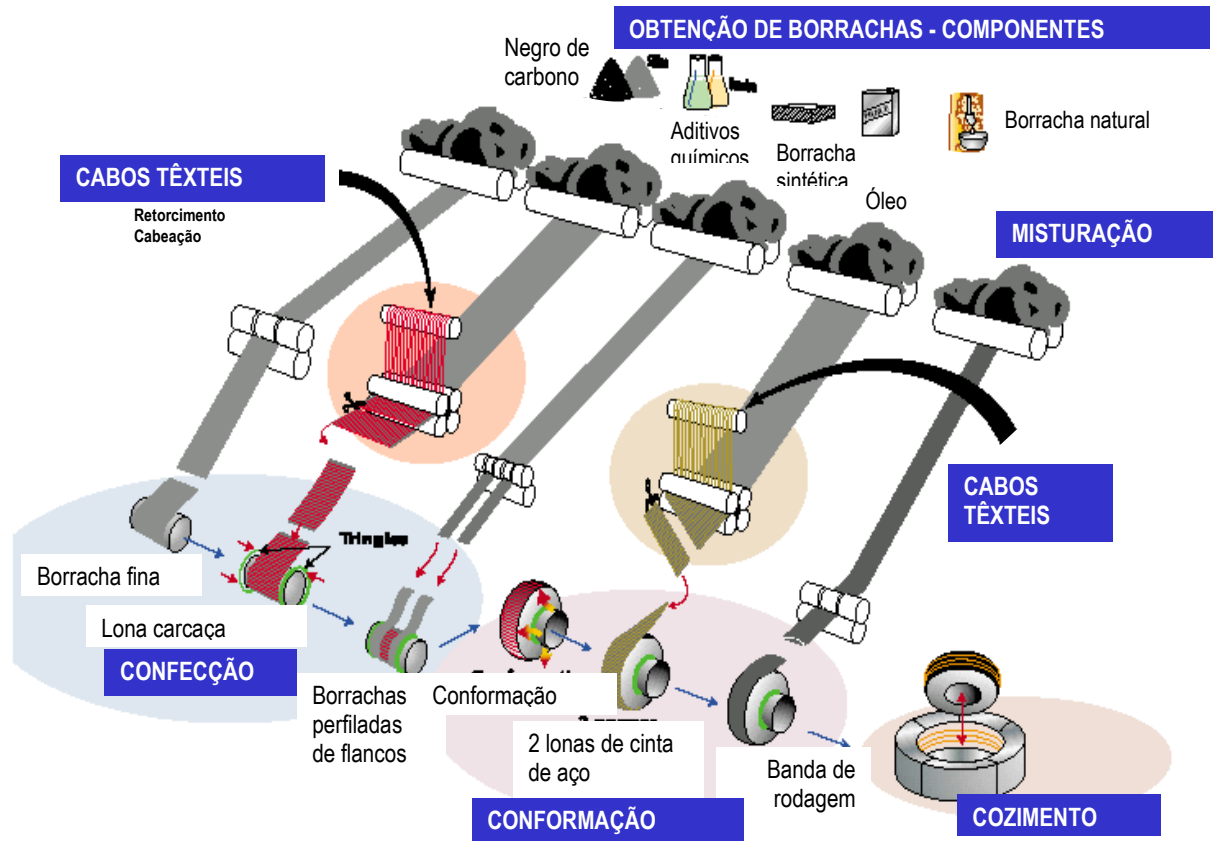 OBTENÇÃO DE BORRACHAS - COMPONENTES
Negro de
carbono
Aditivos
químicos
Borracha
sintética
Óleo
Borracha natural
CABOS TÊXTEIS
Retorcimento
Cabeação
MISTURAÇÃO
CABOS
TÊXTEIS
Tringles
Borracha fina
Lona carcaça
CONFECÇÃO
Borrachas
perfiladas
de flancos
Conformação
2 lonas de cinta
de aço
Banda de
rodagem
CONFORMAÇÃO
COZIMENTO